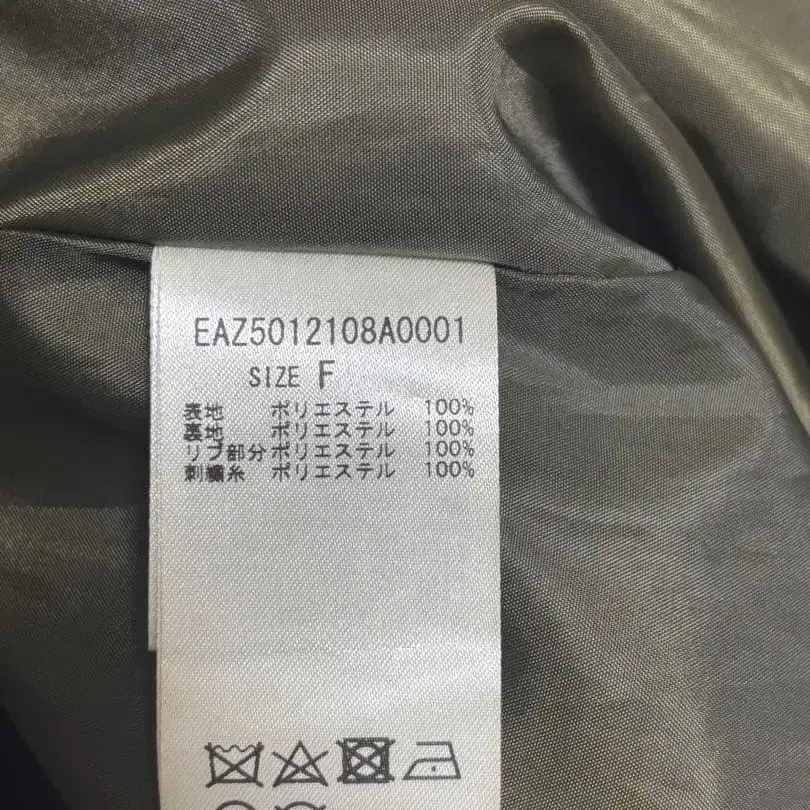 EAZ5012108A0001
SIZE F
表地 ポリエステル 100%
裏地 ポリエステル 100%
リブ部分ポリエステル 100%
刺繍糸 ポリエステル 100%